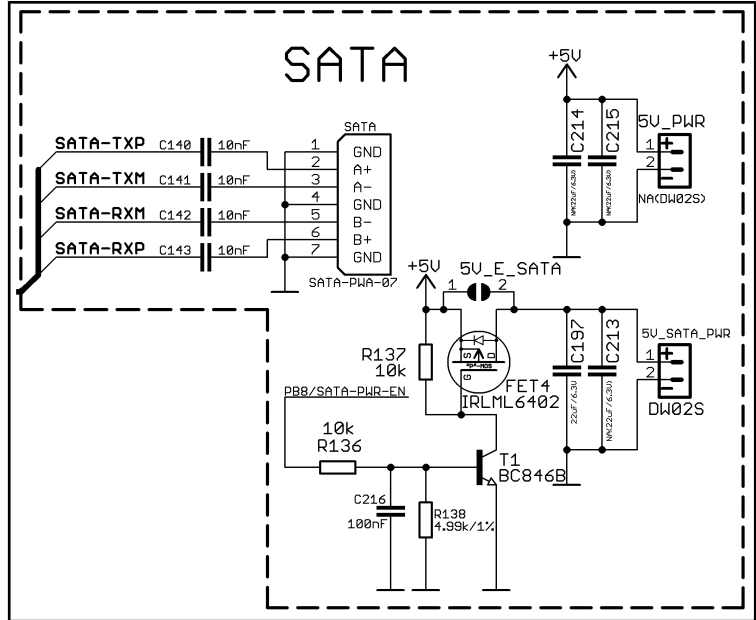 SATA
SATA-TXP C140 10nF
SATA-TXM C141 10nF
SATA-RXM C142 10nF
SATA-RXP C143 10nF
SATA
1 GND
2 A+
3 A-
4 GND
5 B-
6 B+
7 GND
SATA-PWA-07
+5V
C214
NA(22uF/6.3V)
C215
NA(22uF/6.3V)
5V_PWR
1 +
2 -
NA(DW02S)
+5V
5V_E_SATA
1 2
R137
10k
S D
"P"-MOS
G
FET4
IRLML6402
C197
22uF/6.3V
C213
NA(22uF/6.3V)
5V_SATA_PWR
1 +
2 -
DW02S
PB8/SATA-PWR-EN
10k
R136
C216
100nF
R138
4.99k/1%
T1
BC846B